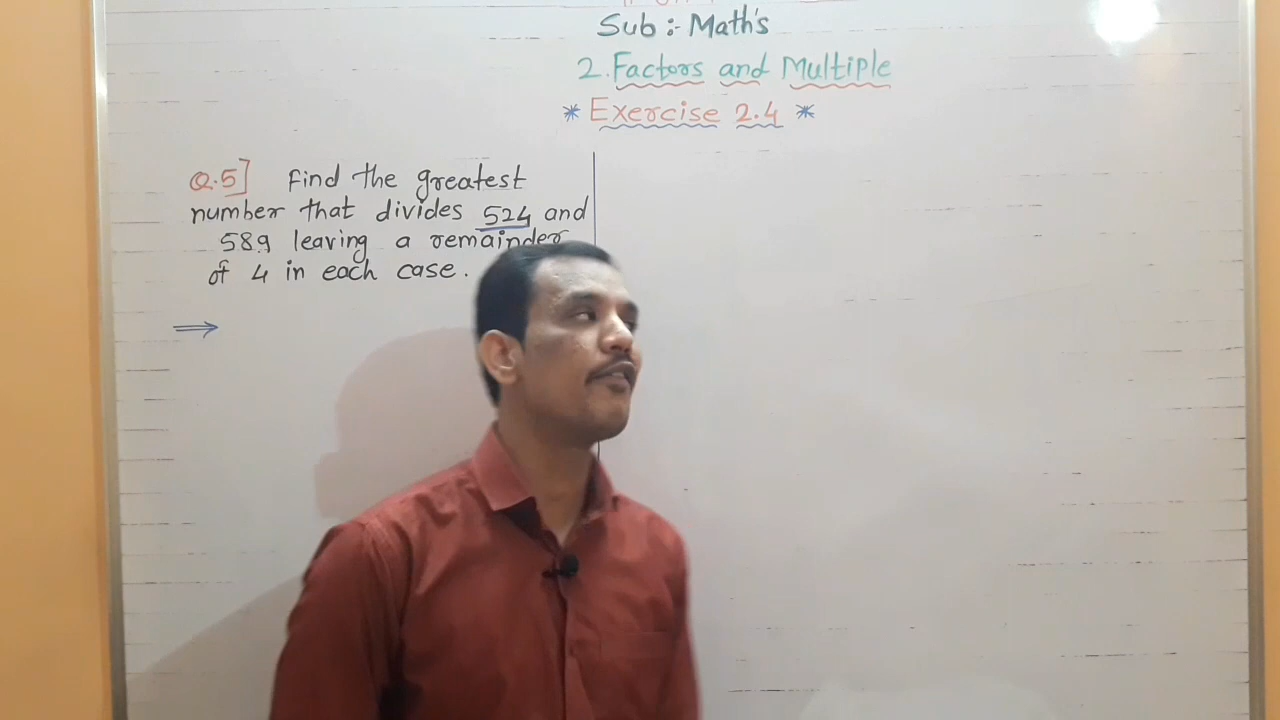 Sub :- Math's
2. Factors and Multiple
* Exercise 2.4 *
Q.5] Find the greatest
number that divides 524 and
589 leaving a remainder
of 4 in each case.
⇒